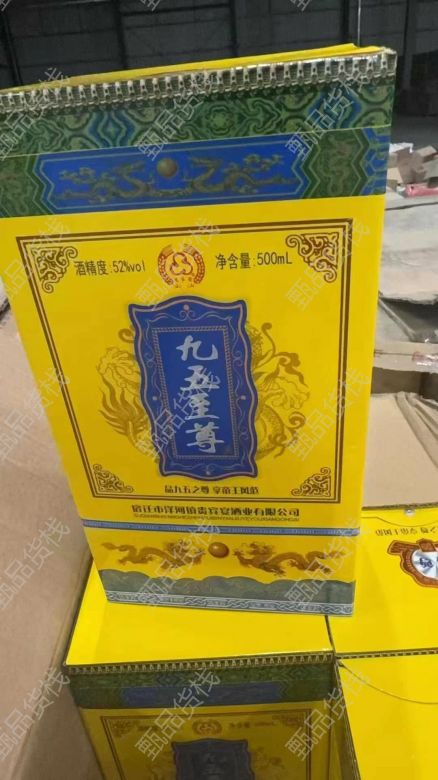 酒精度:52%vol
净含量:500mL
九五至尊
品九五之尊 享帝王风范
宿迁市洋河镇贵宾宴酒业有限公司
甄品货栈